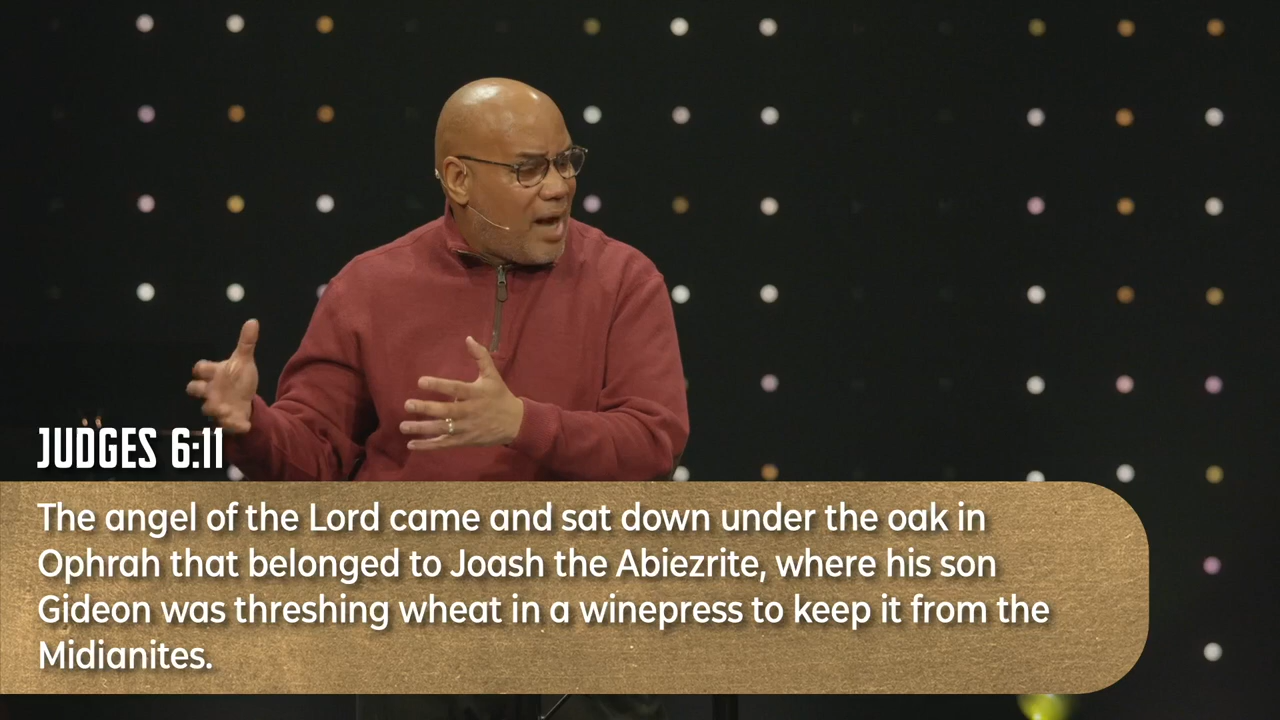 JUDGES 6:11
The angel of the Lord came and sat down under the oak in
Ophrah that belonged to Joash the Abiezrite, where his son
Gideon was threshing wheat in a winepress to keep it from the
Midianites.